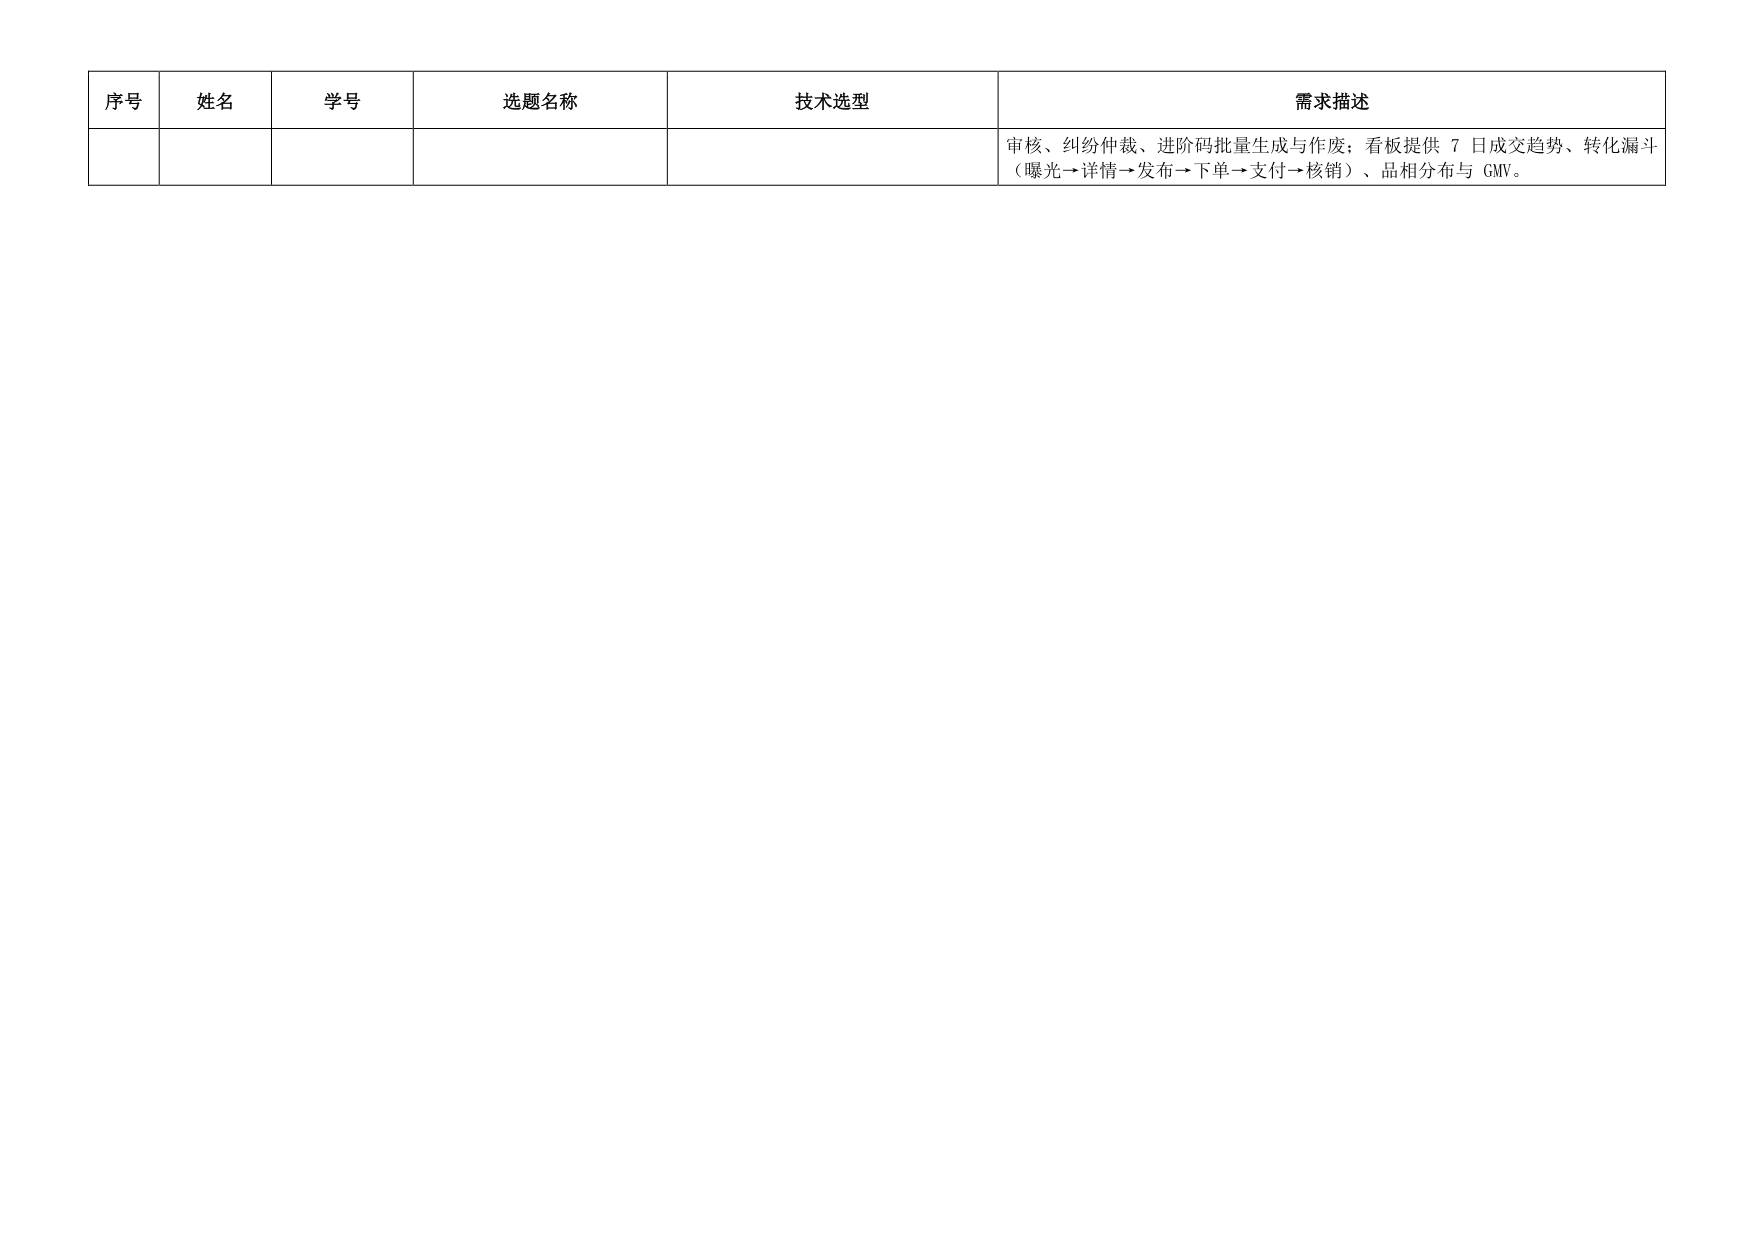 序号 姓名 学号 选题名称 技术选型 需求描述
审核、纠纷仲裁、进阶码批量生成与作废；看板提供 7 日成交趋势、转化漏斗
（曝光→详情→发布→下单→支付→核销）、品相分布与 GMV。